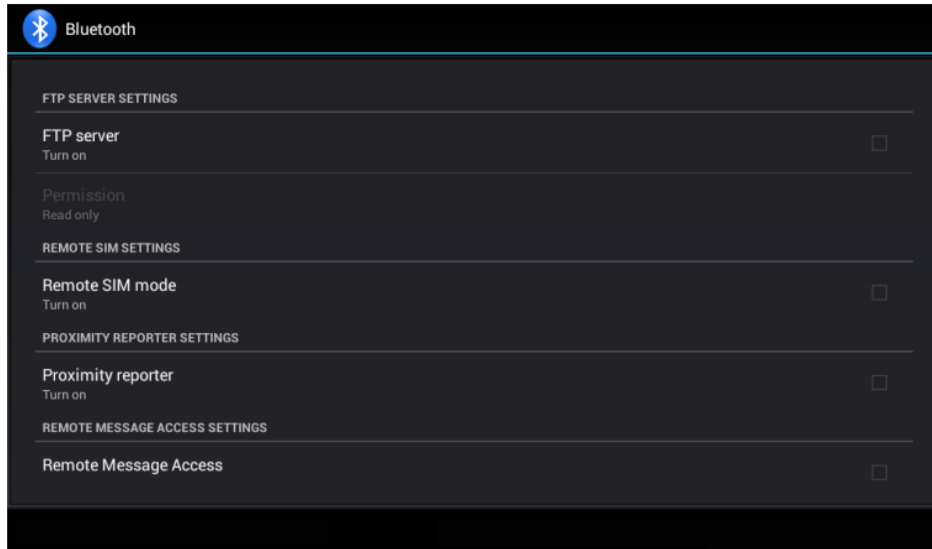 Bluetooth
FTP SERVER SETTINGS
FTP server
Turn on
Permission
Read only
REMOTE SIM SETTINGS
Remote SIM mode
Turn on
PROXIMITY REPORTER SETTINGS
Proximity reporter
Turn on
REMOTE MESSAGE ACCESS SETTINGS
Remote Message Access